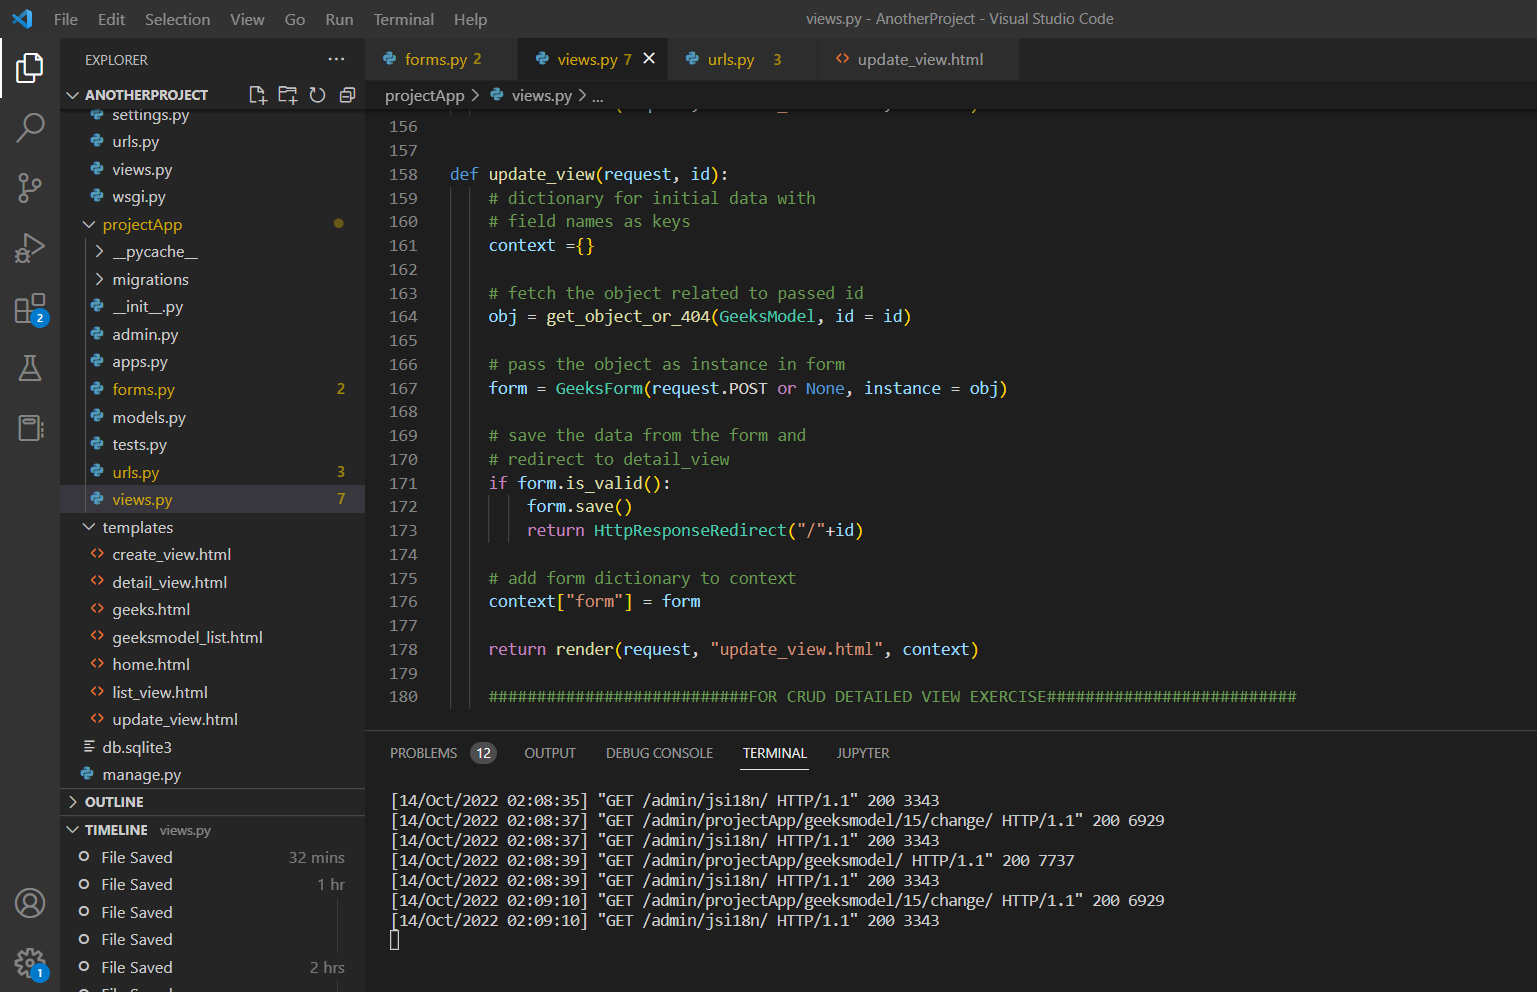 File Edit Selection View Go Run Terminal Help
views.py - AnotherProject - Visual Studio Code
EXPLORER ...
forms.py 2
views.py 7
urls.py 3
update_view.html
ANOTHERPROJECT
projectApp > views.py > ...
settings.py
urls.py
views.py
wsgi.py
projectApp
__pycache__
migrations
__init__.py
admin.py
apps.py
forms.py 2
models.py
tests.py
urls.py 3
views.py 7
templates
create_view.html
detail_view.html
geeks.html
geeksmodel_list.html
home.html
list_view.html
update_view.html
db.sqlite3
manage.py
OUTLINE
TIMELINE views.py
File Saved 32 mins
File Saved 1 hr
File Saved
File Saved
File Saved 2 hrs
2
1
156
157
158 def update_view(request, id):
159 # dictionary for initial data with
160 # field names as keys
161 context ={}
162
163 # fetch the object related to passed id
164 obj = get_object_or_404(GeeksModel, id = id)
165
166 # pass the object as instance in form
167 form = GeeksForm(request.POST or None, instance = obj)
168
169 # save the data from the form and
170 # redirect to detail_view
171 if form.is_valid():
172 form.save()
173 return HttpResponseRedirect("/"+id)
174
175 # add form dictionary to context
176 context["form"] = form
177
178 return render(request, "update_view.html", context)
179
180 ###########################FOR CRUD DETAILED VIEW EXERCISE##########################
PROBLEMS 12 OUTPUT DEBUG CONSOLE TERMINAL JUPYTER
[14/Oct/2022 02:08:35] "GET /admin/jsi18n/ HTTP/1.1" 200 3343
[14/Oct/2022 02:08:37] "GET /admin/projectApp/geeksmodel/15/change/ HTTP/1.1" 200 6929
[14/Oct/2022 02:08:37] "GET /admin/jsi18n/ HTTP/1.1" 200 3343
[14/Oct/2022 02:08:39] "GET /admin/projectApp/geeksmodel/ HTTP/1.1" 200 7737
[14/Oct/2022 02:08:39] "GET /admin/jsi18n/ HTTP/1.1" 200 3343
[14/Oct/2022 02:09:10] "GET /admin/projectApp/geeksmodel/15/change/ HTTP/1.1" 200 6929
[14/Oct/2022 02:09:10] "GET /admin/jsi18n/ HTTP/1.1" 200 3343